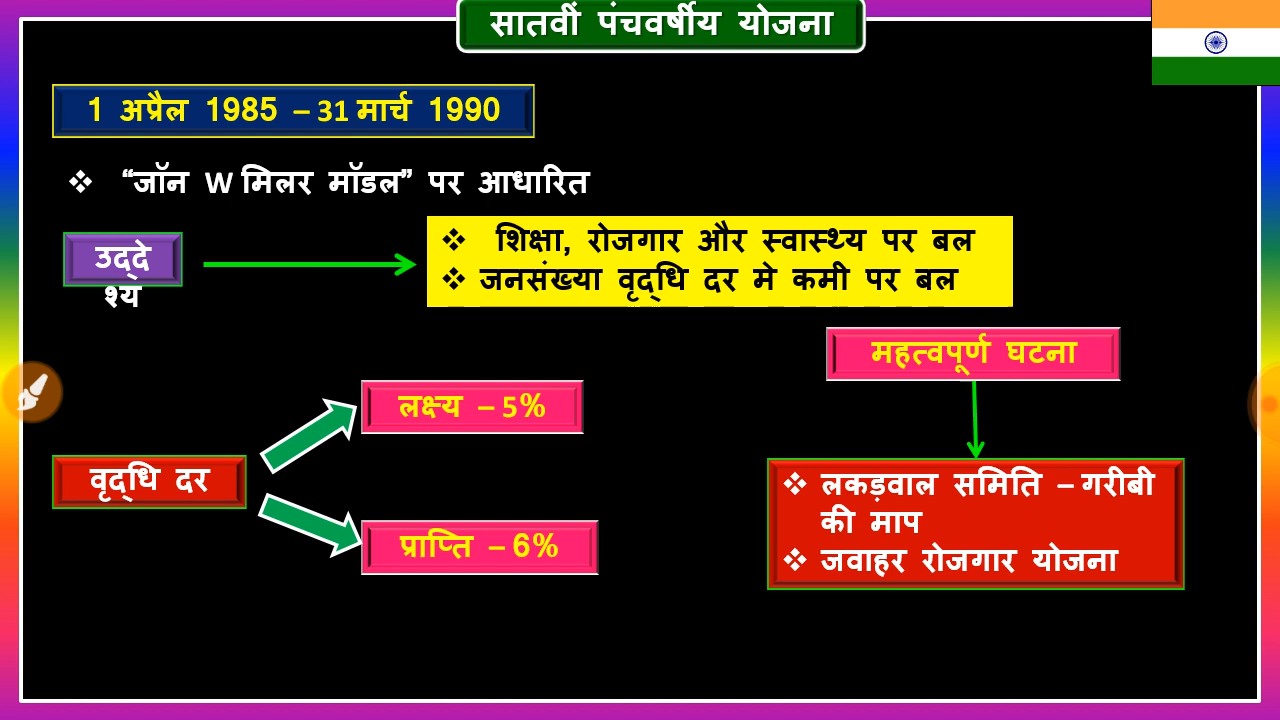 सातवीं पंचवर्षीय योजना
1 अप्रैल 1985 – 31 मार्च 1990
❖ “जॉन W मिलर मॉडल” पर आधारित
उद्दे
श्य
❖ शिक्षा, रोजगार और स्वास्थ्य पर बल
❖ जनसंख्या वृद्धि दर मे कमी पर बल
महत्वपूर्ण घटना
लक्ष्य – 5%
वृद्धि दर
प्राप्ति – 6%
❖ लकड़वाल समिति – गरीबी
की माप
❖ जवाहर रोजगार योजना